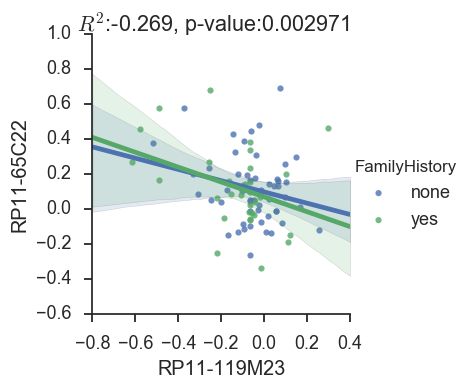 R²:-0.269, p-value:0.002971
1.0
0.8
0.6
0.4
0.2
0.0
−0.2
−0.4
−0.6
RP11-65C22
−0.8 −0.6 −0.4 −0.2 0.0 0.2 0.4
RP11-119M23
FamilyHistory
none
yes